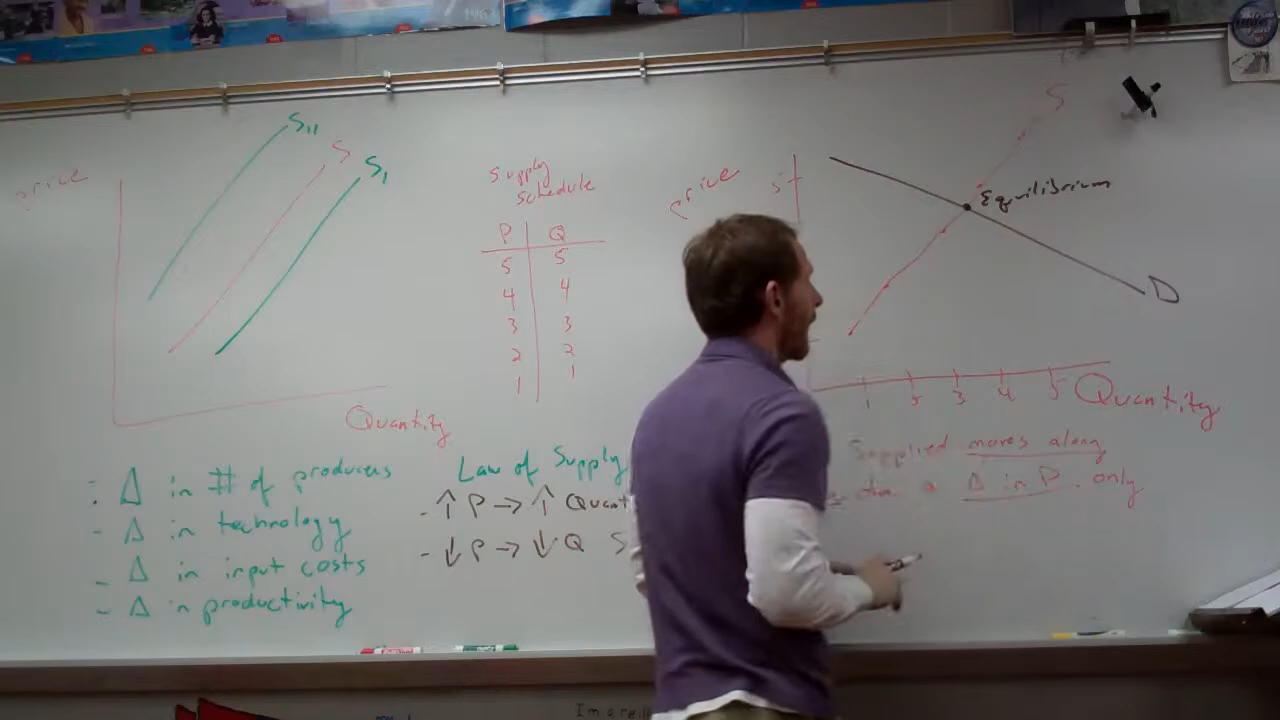 S₁₁
S
S₁
Price
Quantity
Δ in # of producers
- Δ in technology
- Δ in input costs
- Δ in productivity
Supply
Schedule
P Q
5 5
4 4
3 3
2 2
1 1
Law of Supply
- ↑ P → ↑ Quant
- ↓ P → ↓ Q S
Price
5
S
Equilibrium
D
1 2 3 4 5 Quantity
Supplied moves along
a Δ in P only
I'm a